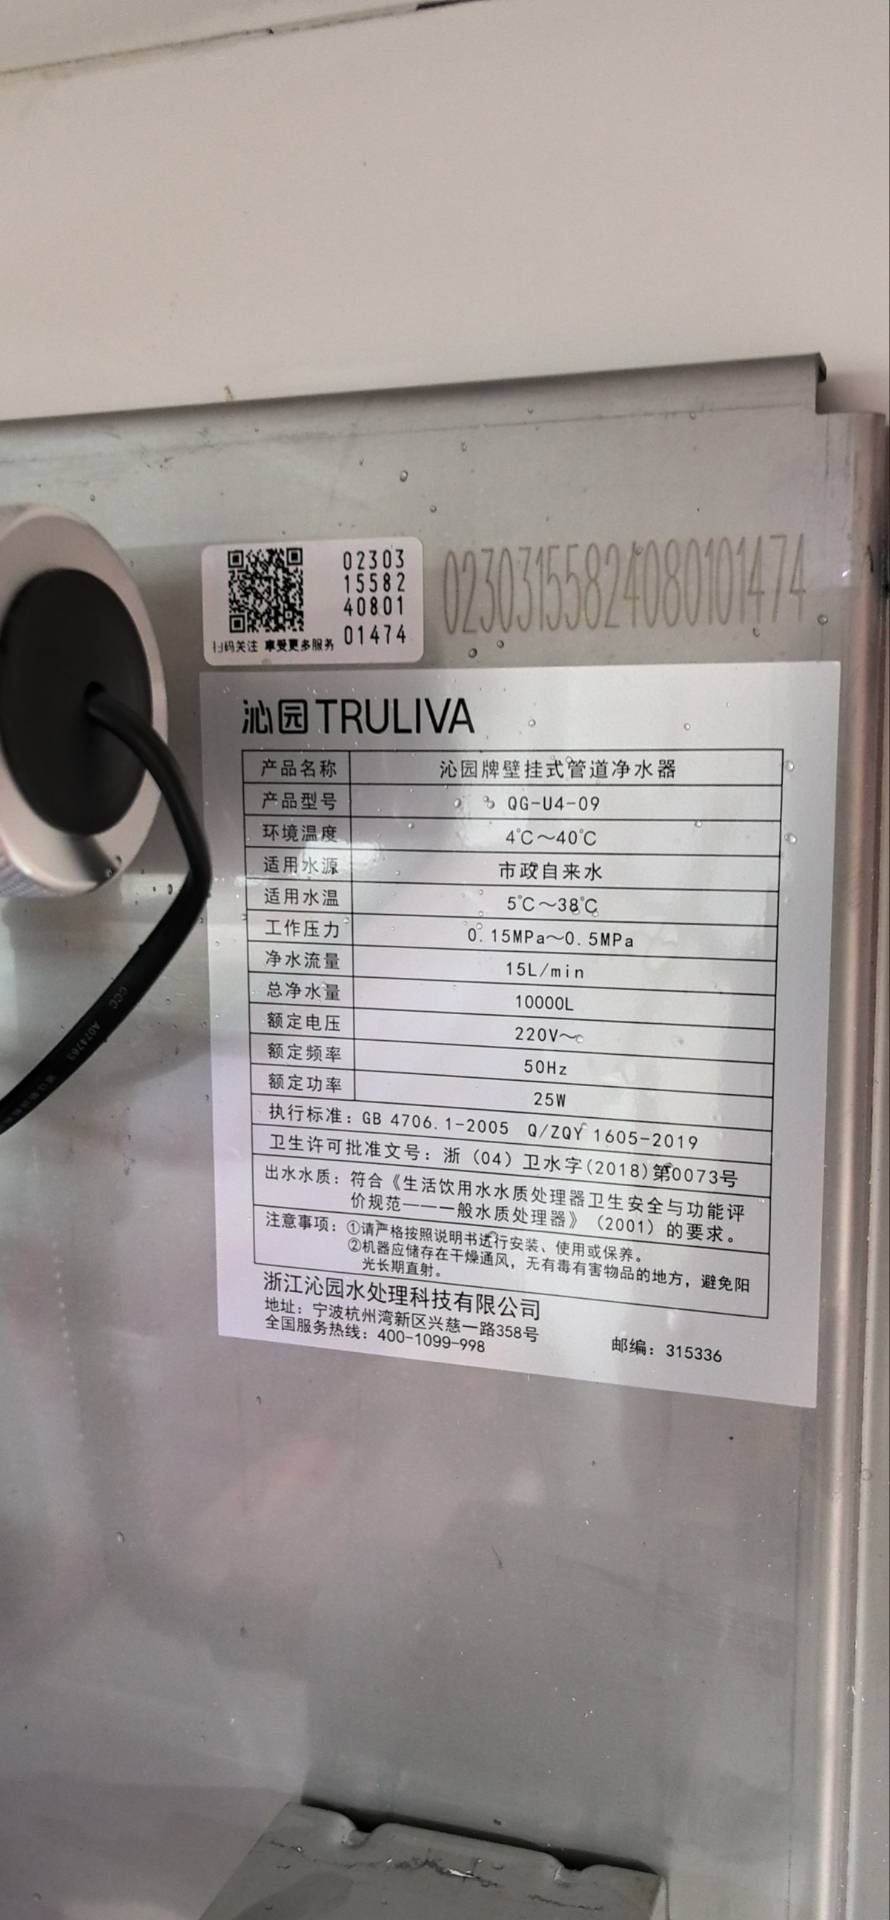 02303
15582
40801
01474
扫码关注 享受更多服务
02303155824080101474
沁园TRULIVA
产品名称 沁园牌壁挂式管道净水器
产品型号 QG-U4-09
环境温度 4℃~40℃
适用水源 市政自来水
适用水温 5℃~38℃
工作压力 0.15MPa~0.5MPa
净水流量 15L/min
总净水量 10000L
额定电压 220V~
额定频率 50Hz
额定功率 25W
执行标准：GB 4706.1-2005 Q/ZQY 1605-2019
卫生许可批准文号：浙（04）卫水字(2018)第0073号
出水水质：符合《生活饮用水水质处理器卫生安全与功能评
价规范———一般水质处理器》（2001）的要求。
注意事项：①请严格按照说明书进行安装、使用或保养。
②机器应储存在干燥通风，无有毒有害物品的地方，避免阳
光长期直射。
浙江沁园水处理科技有限公司
地址：宁波杭州湾新区兴慈一路358号
全国服务热线：400-1099-998 邮编：315336
CCC A074763